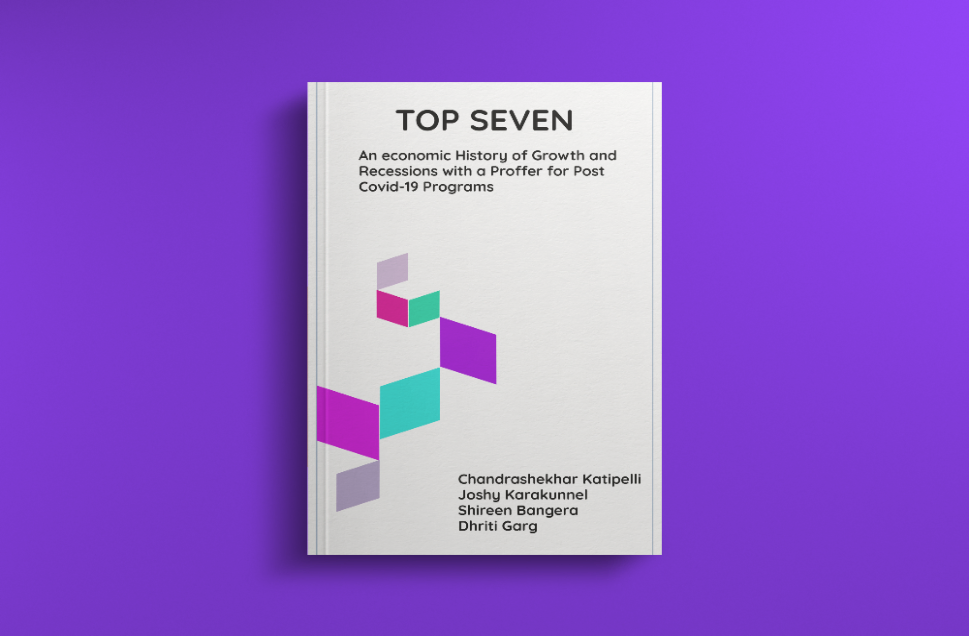 TOP SEVEN
An economic History of Growth and
Recessions with a Proffer for Post
Covid-19 Programs
Chandrashekhar Katipelli
Joshy Karakunnel
Shireen Bangera
Dhriti Garg